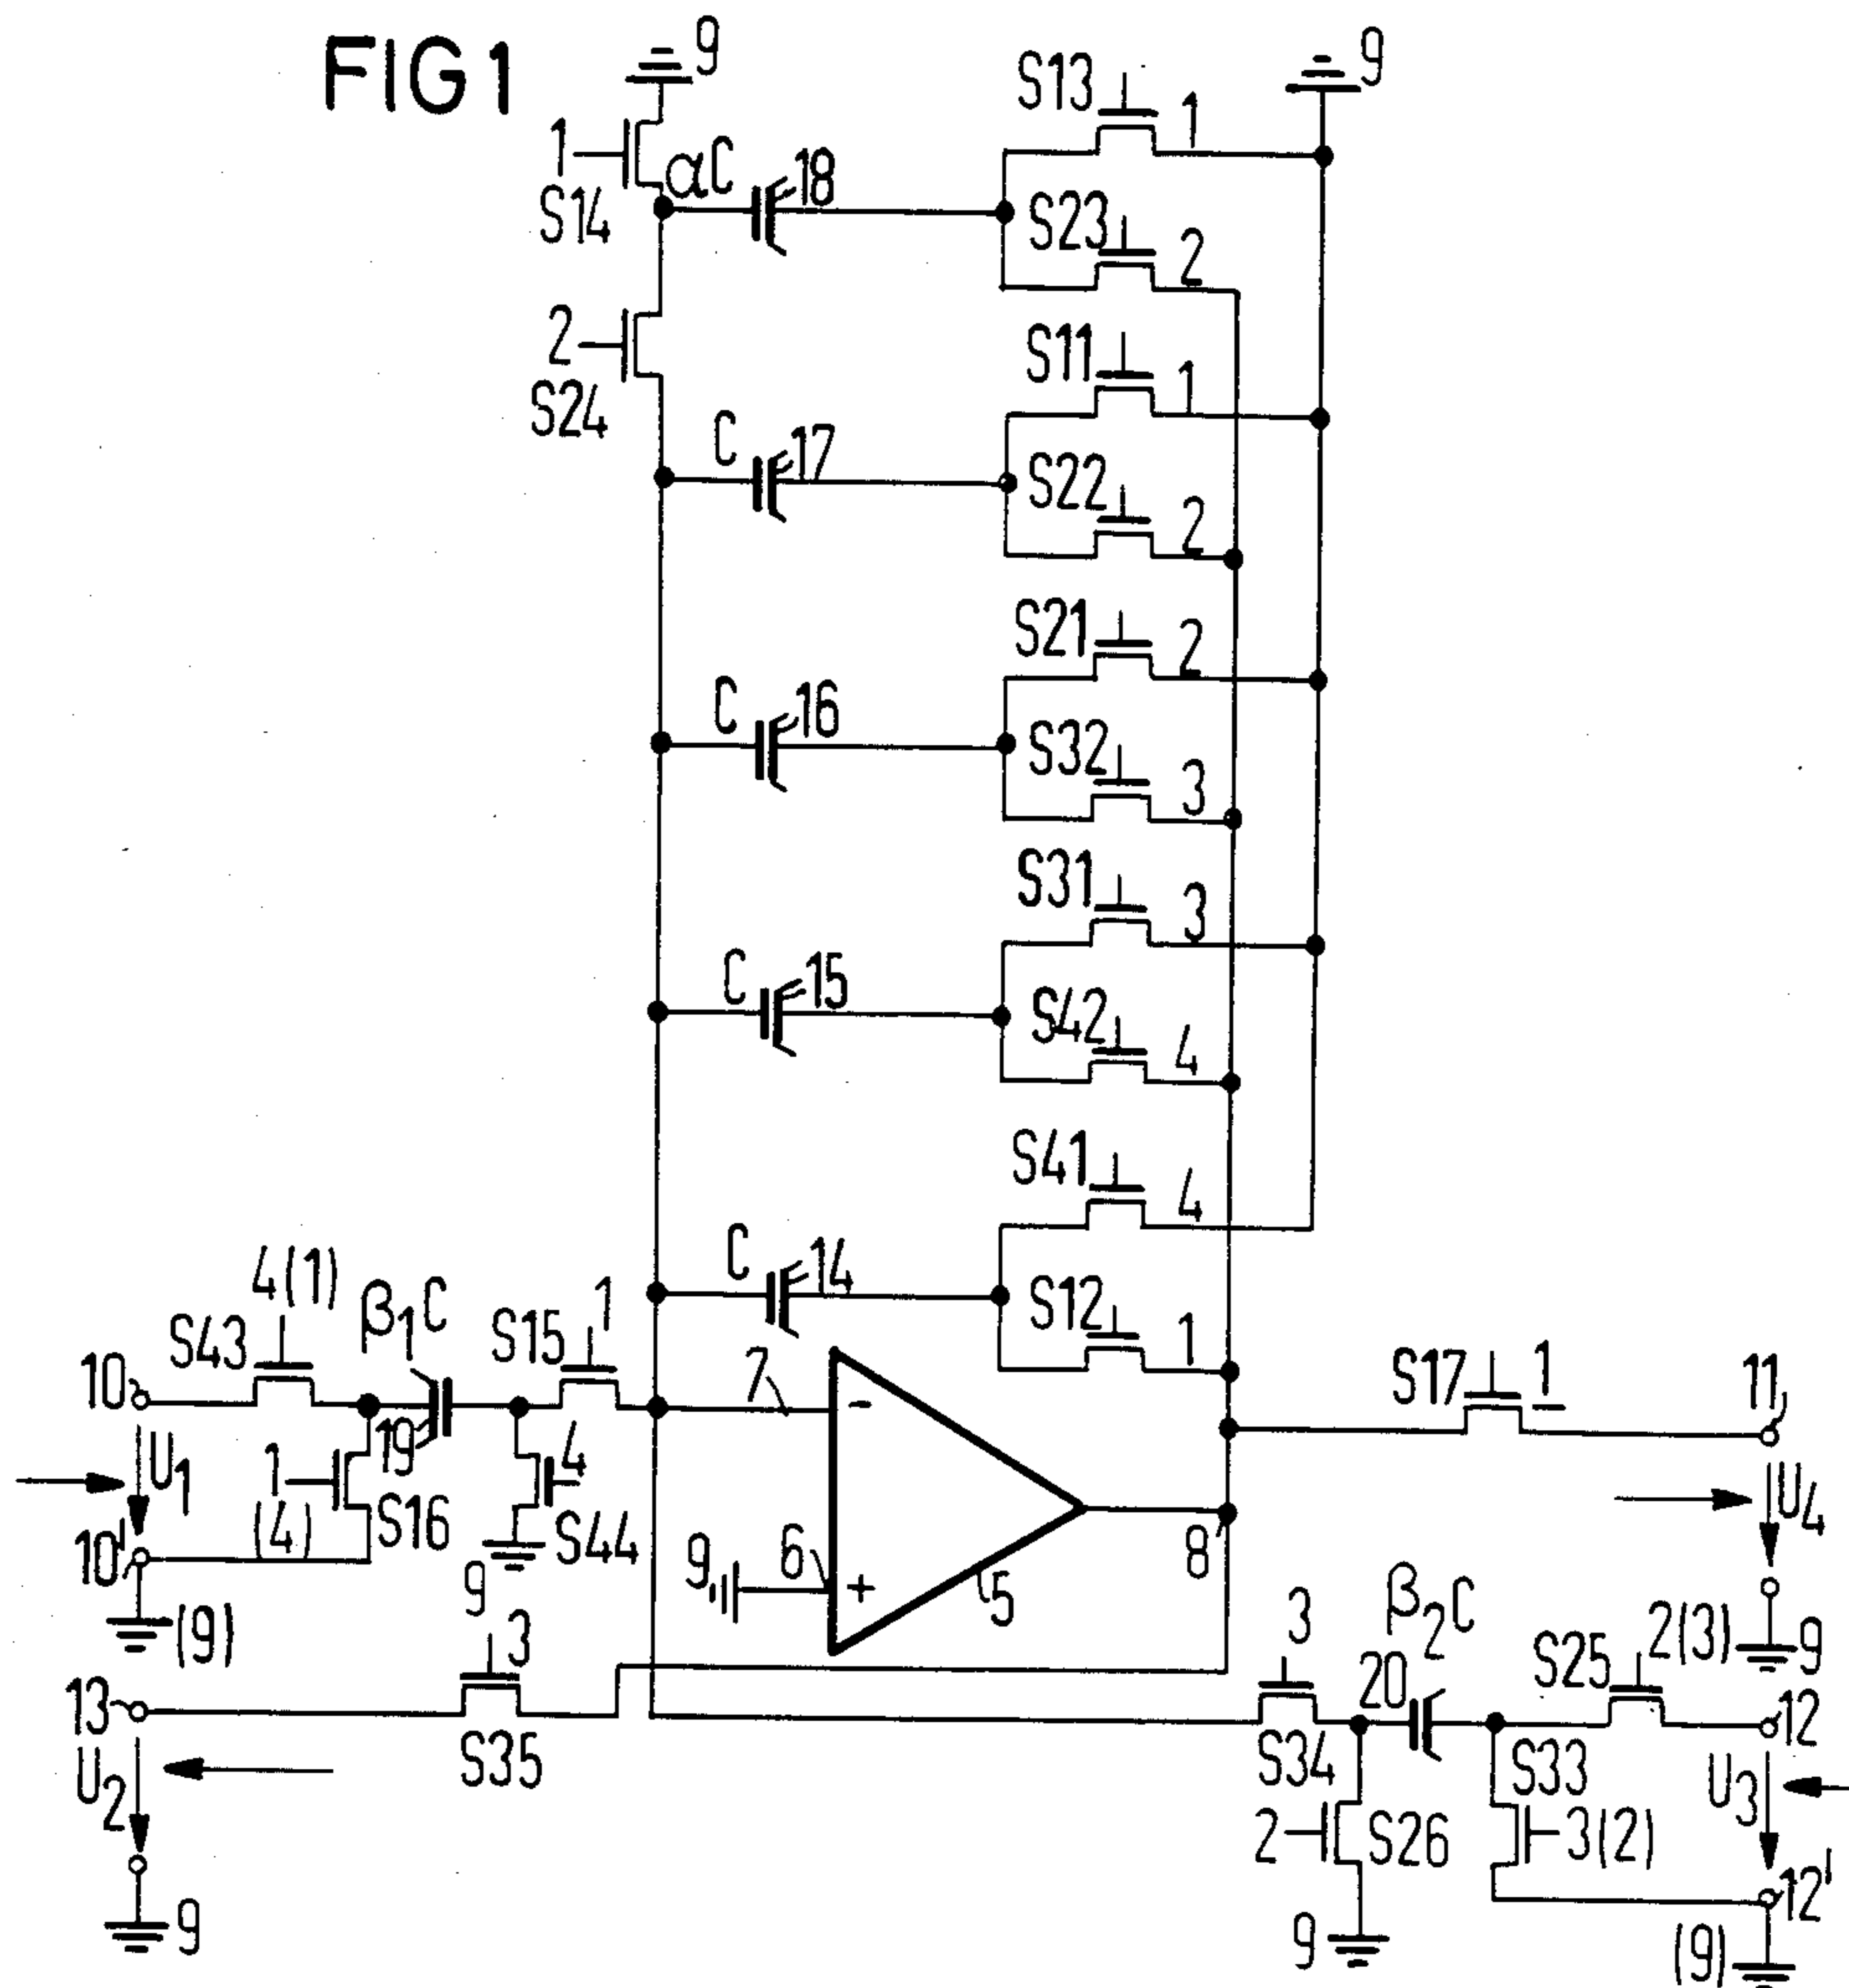 FIG 1
9
9
S13
1
1
αC
18
S14
S23
2
2
S11
1
S24
C
17
S22
2
S21
2
C
16
S32
3
S31
3
C
15
S42
4
S41
4
4(1)
β1C
C
14
S12
1
S43
S15
1
10
7
-
S17
1
11
19
U1
1
(4)
S16
4
S44
9
10'
(9)
9
6
+
5
8
U4
9
3
3
β2C
20
S25
2(3)
13
12
S35
S34
S33
U2
2
S26
3(2)
U3
12'
9
9
(9)